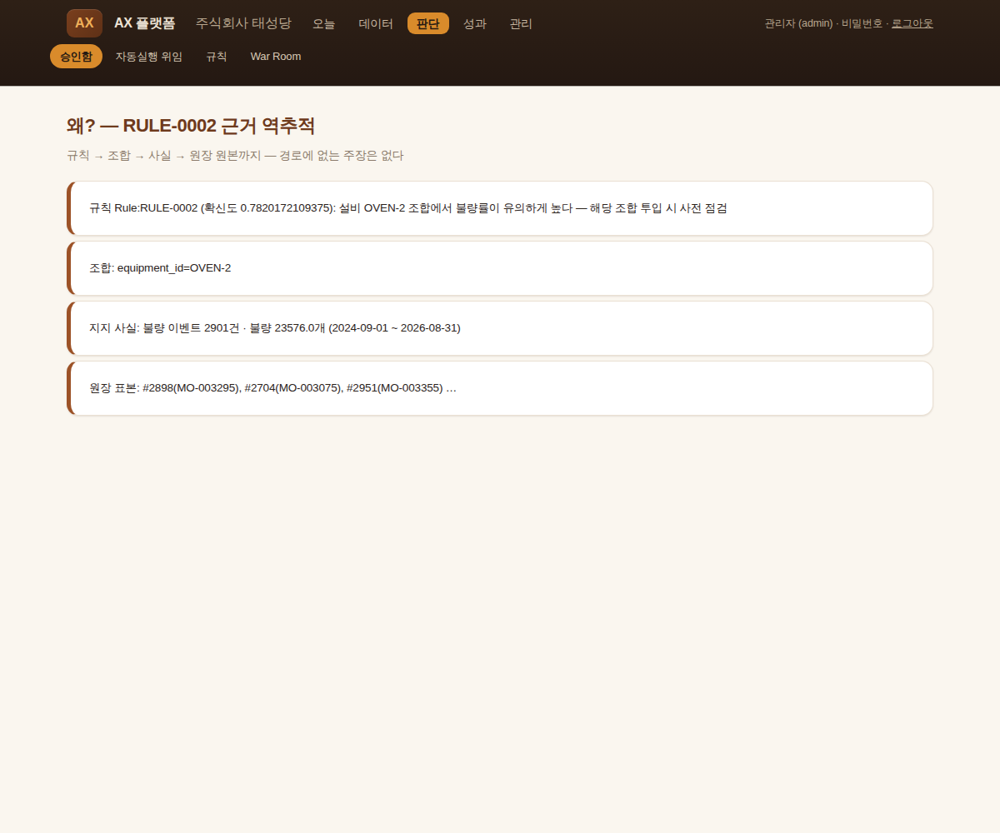 AX AX 플랫폼 주식회사 태성당 오늘 데이터 판단 성과 관리 관리자 (admin) · 비밀번호 · 로그아웃
승인함 자동실행 위임 규칙 War Room
왜? — RULE-0002 근거 역추적
규칙 → 조합 → 사실 → 원장 원본까지 — 경로에 없는 주장은 없다
규칙 Rule:RULE-0002 (확신도 0.7820172109375): 설비 OVEN-2 조합에서 불량률이 유의하게 높다 — 해당 조합 투입 시 사전 점검
조합: equipment_id=OVEN-2
지지 사실: 불량 이벤트 2901건 · 불량 23576.0개 (2024-09-01 ~ 2026-08-31)
원장 표본: #2898(MO-003295), #2704(MO-003075), #2951(MO-003355) …